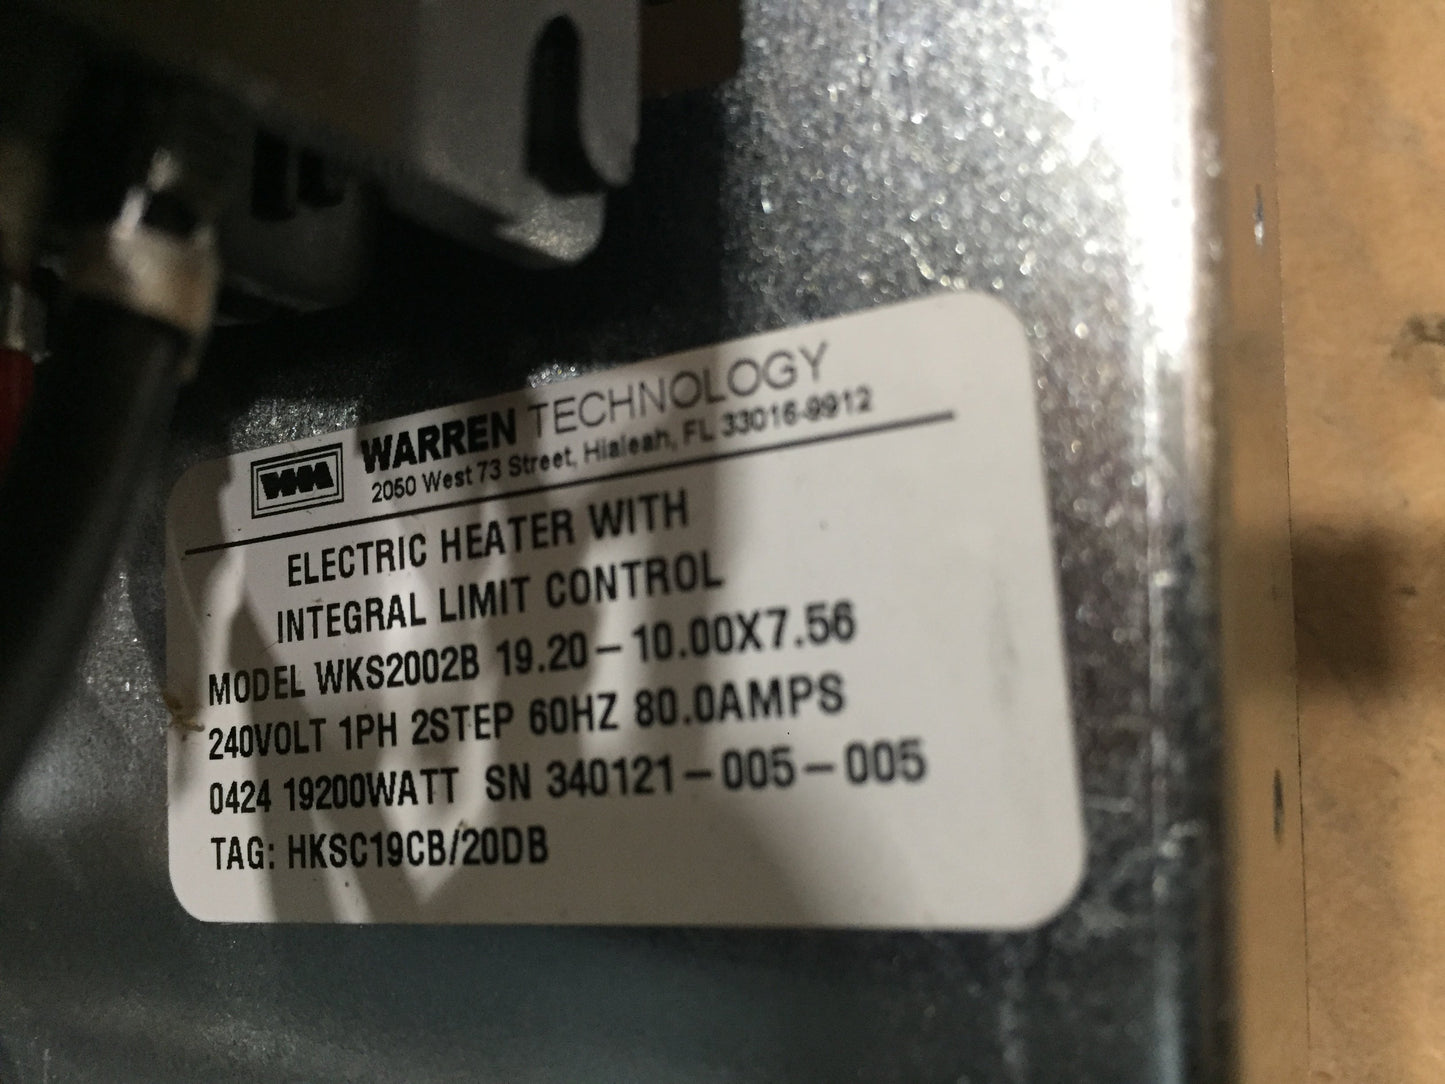 WARREN TECHNOLOGY
2050 West 73 Street, Hialeah, FL 33016-9912
ELECTRIC HEATER WITH
INTEGRAL LIMIT CONTROL
MODEL WKS2002B 19.20-10.00X7.56
240VOLT 1PH 2STEP 60HZ 80.0AMPS
0424 19200WATT SN 340121-005-005
TAG: HKSC19CB/20DB